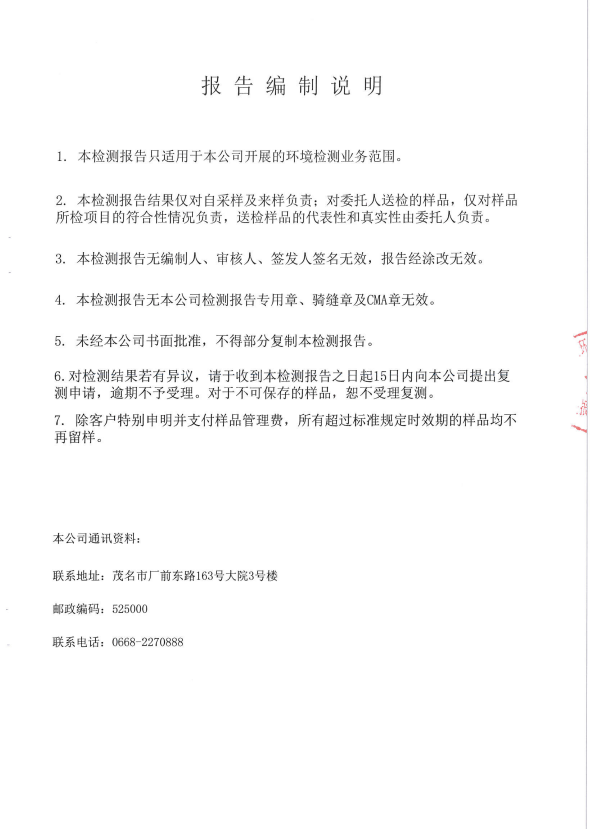 报告编制说明
1. 本检测报告只适用于本公司开展的环境检测业务范围。
2. 本检测报告结果仅对自采样及来样负责；对委托人送检的样品，仅对样品
所检项目的符合性情况负责，送检样品的代表性和真实性由委托人负责。
3. 本检测报告无编制人、审核人、签发人签名无效，报告经涂改无效。
4. 本检测报告无本公司检测报告专用章、骑缝章及CMA章无效。
5. 未经本公司书面批准，不得部分复制本检测报告。
6.对检测结果若有异议，请于收到本检测报告之日起15日内向本公司提出复
测申请，逾期不予受理。对于不可保存的样品，恕不受理复测。
7. 除客户特别申明并支付样品管理费，所有超过标准规定时效期的样品均不
再留样。
本公司通讯资料：
联系地址：茂名市厂前东路163号大院3号楼
邮政编码：525000
联系电话：0668-2270888